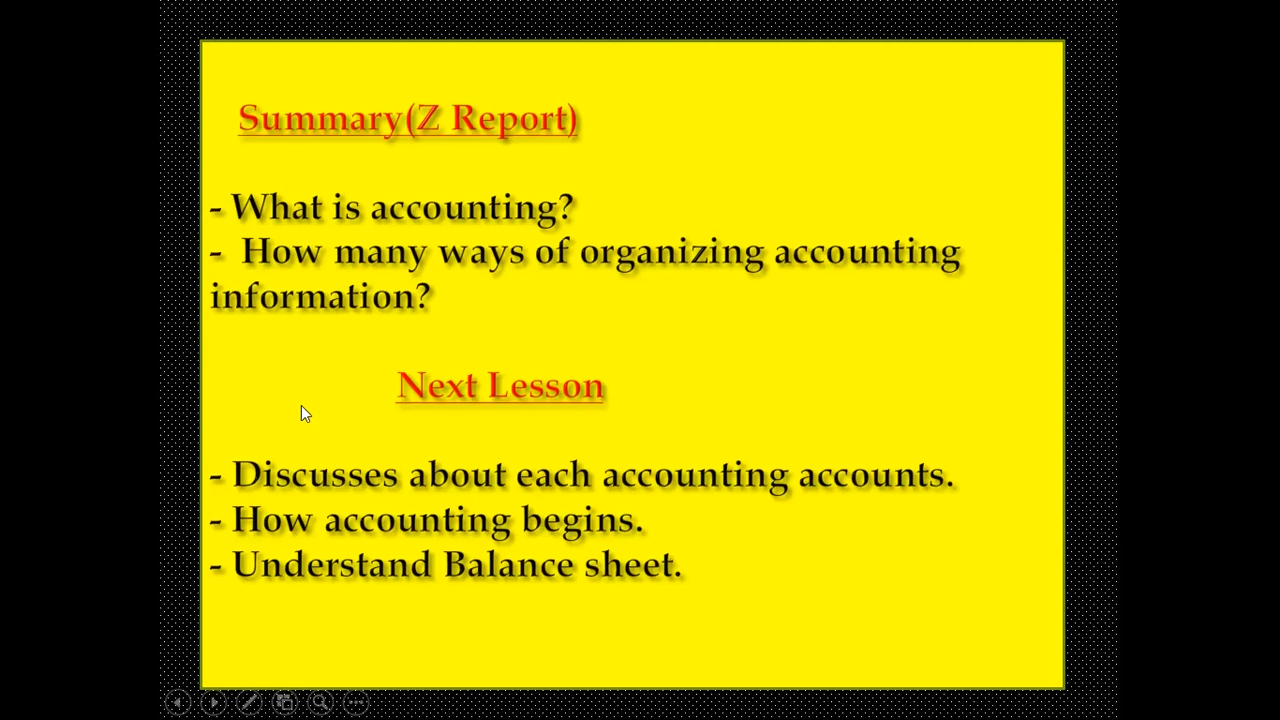 Summary(Z Report)
- What is accounting?
-  How many ways of organizing accounting
information?
Next Lesson
- Discusses about each accounting accounts.
- How accounting begins.
- Understand Balance sheet.